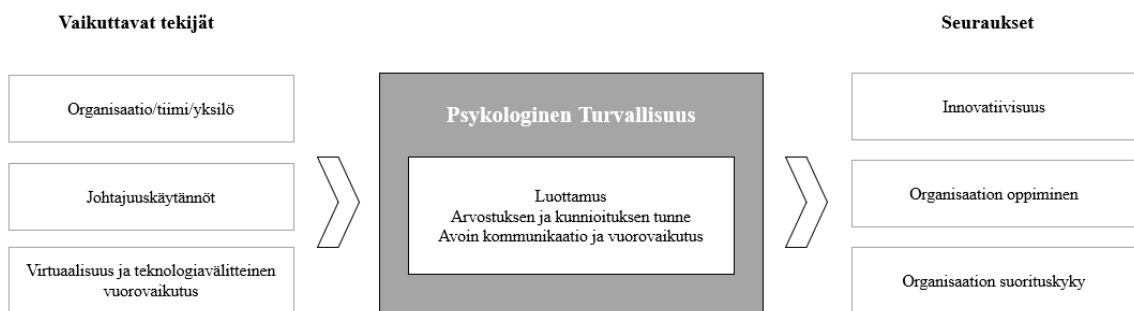 Vaikuttavat tekijät
Organisaatio/tiimi/yksilö
Johtajuuskäytännöt
Virtuaalisuus ja teknologiavälitteinen
vuorovaikutus
Psykologinen Turvallisuus
Luottamus
Arvostuksen ja kunnioituksen tunne
Avoin kommunikaatio ja vuorovaikutus
Seuraukset
Innovatiivisuus
Organisaation oppiminen
Organisaation suorituskyky